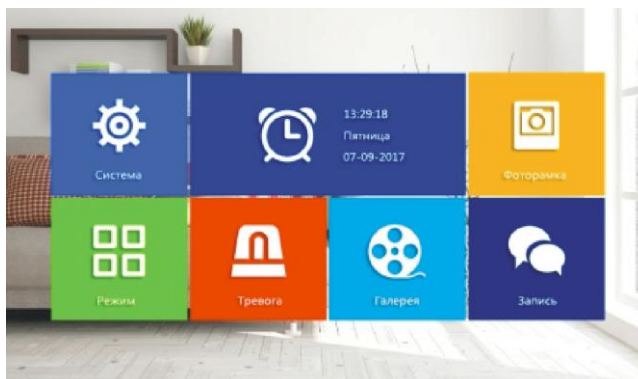 Система
13:29:18
Пятница
07-09-2017
Фоторамка
Режим
Тревога
Галерея
Запись